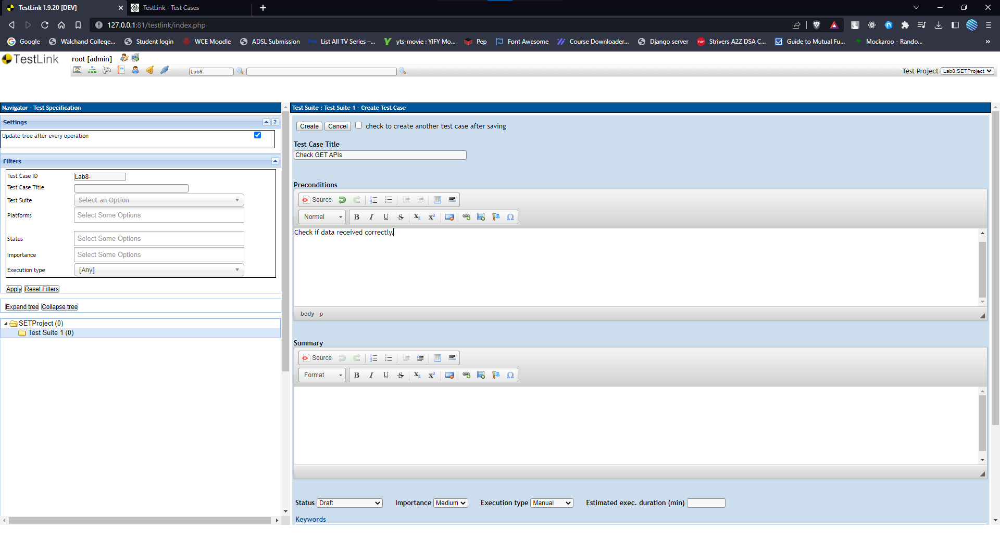 TestLink 1.9.20 [DEV]
TestLink - Test Cases
127.0.0.1:81/testlink/index.php
Google
Walchand College...
Student login
WCE Moodle
ADSL Submission
List All TV Series –...
yts-movie : YIFY Mo...
Pep
Font Awesome
Course Downloader...
Django server
Strivers A2Z DSA C...
Guide to Mutual Fu...
Mockaroo - Rando...
TestLink
root [admin]
Lab8-
Test Project
Lab8:SETProject
Navigator - Test Specification
Settings
Update tree after every operation
Filters
Test Case ID
Lab8-
Test Case Title
Test Suite
Select an Option
Platforms
Select Some Options
Status
Select Some Options
Importance
Select Some Options
Execution type
[Any]
Apply
Reset Filters
Expand tree
Collapse tree
SETProject (0)
Test Suite 1 (0)
Test Suite : Test Suite 1 - Create Test Case
Create
Cancel
check to create another test case after saving
Test Case Title
Check GET APIs
Preconditions
Source
Normal
B I U S X₂ x² Ω
Check if data received correctly.
body p
Summary
Source
Format
B I U S X₂ x² Ω
Status
Draft
Importance
Medium
Execution type
Manual
Estimated exec. duration (min)
Keywords